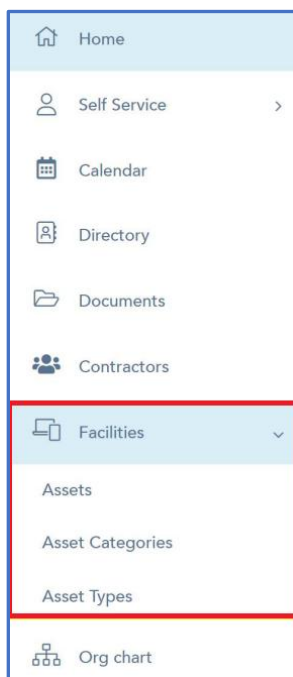 Home
Self Service
Calendar
Directory
Documents
Contractors
Facilities
Assets
Asset Categories
Asset Types
Org chart